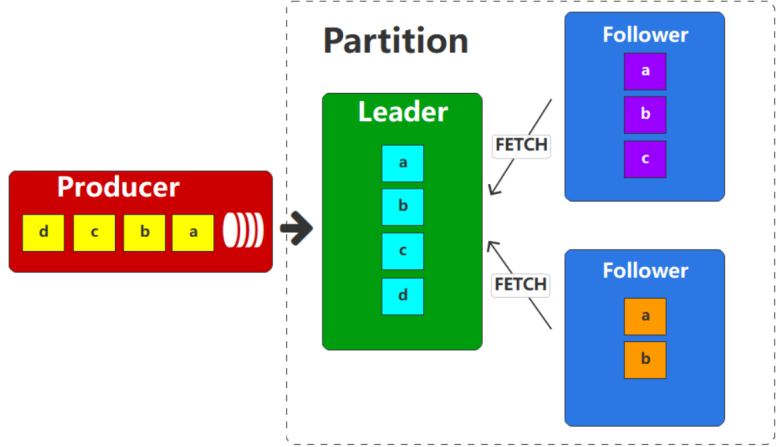 Partition
Producer
d c b a
Leader
a
b
c
d
FETCH
FETCH
Follower
a
b
c
Follower
a
b